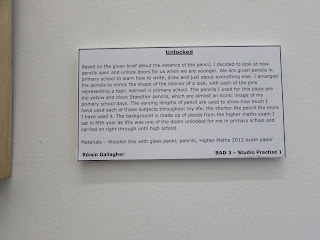 Unlocked
Based on the given brief about the essence of the pencil, I decided to look at how
pencils open and unlock doors for us when we are younger. We are given pencils in
primary school to learn how to write, draw and just about everything else. I arranged
the pencils to mimic the shape of the interior of a lock, with each of the pins
representing a topic learned in primary school. The pencils I used for this piece are
the yellow and black Staedtler pencils, which are almost an iconic image of my
primary school days. The varying lengths of pencil are used to show how much I
have used each of these subjects throughout my life; the shorter the pencil the more
I have used it. The background is made up of pieces from the higher maths exam I
sat in fifth year as this was one of the doors unlocked for me in primary school and
carried on right through until high school.
Materials – Wooden box with glass panel, pencils, Higher Maths 2012 exam paper
Róisín Gallagher
BAD 3 – Studio Practise 1